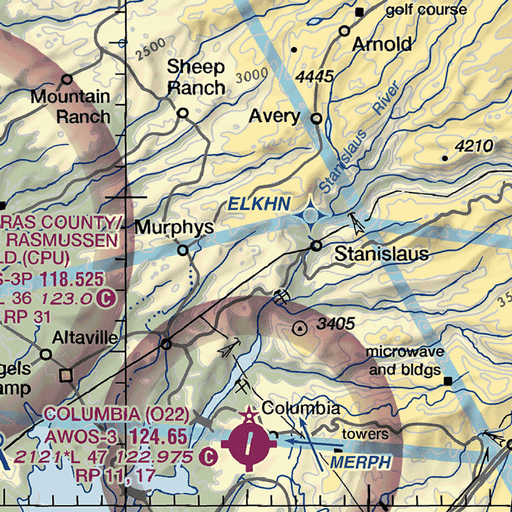 golf course
Arnold
2500
Sheep
Ranch
3000
4445
Mountain
Ranch
Avery
Stanislaus River
4210
ELKHN
RAS COUNTY/
RASMUSSEN
LD.(CPU)
S-3P 118.525
L 36 123.0 C
RP 31
Murphys
Stanislaus
35
3405
Altaville
gels
amp
microwave
and bldgs
COLUMBIA (O22)
AWOS-3 124.65
2121 *L 47 122.975 C
RP 11, 17
Columbia
towers
MERPH